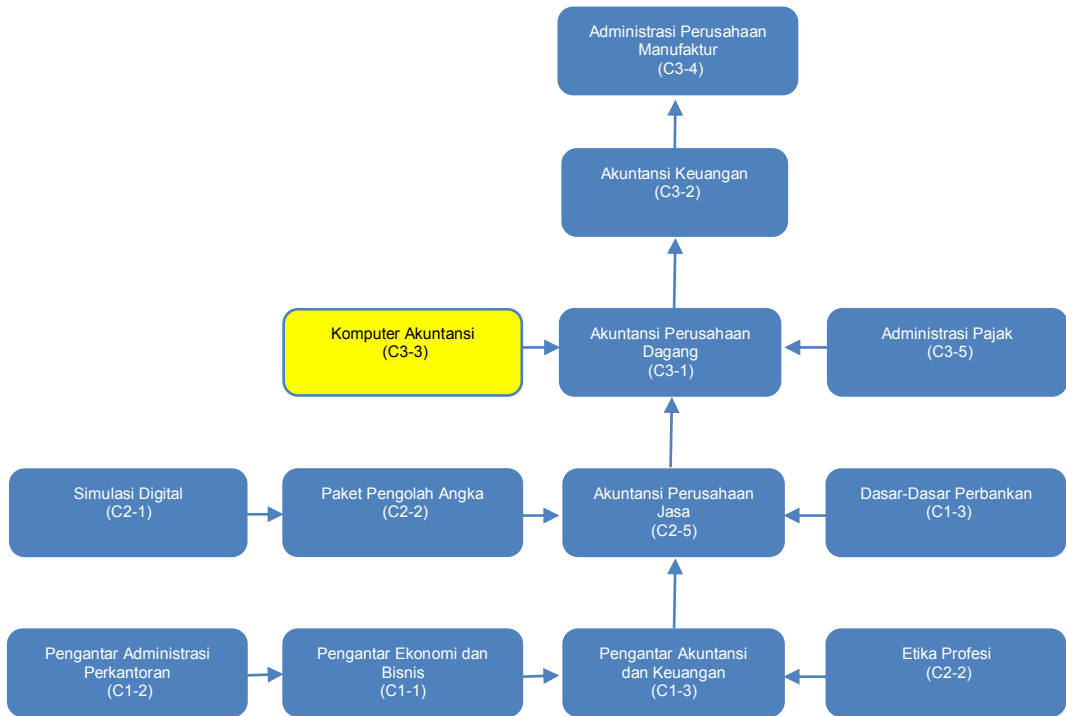 Administrasi Perusahaan
Manufaktur
(C3-4)
Akuntansi Keuangan
(C3-2)
Komputer Akuntansi
(C3-3)
Akuntansi Perusahaan
Dagang
(C3-1)
Administrasi Pajak
(C3-5)
Simulasi Digital
(C2-1)
Paket Pengolah Angka
(C2-2)
Akuntansi Perusahaan
Jasa
(C2-5)
Dasar-Dasar Perbankan
(C1-3)
Pengantar Administrasi
Perkantoran
(C1-2)
Pengantar Ekonomi dan
Bisnis
(C1-1)
Pengantar Akuntansi
dan Keuangan
(C1-3)
Etika Profesi
(C2-2)